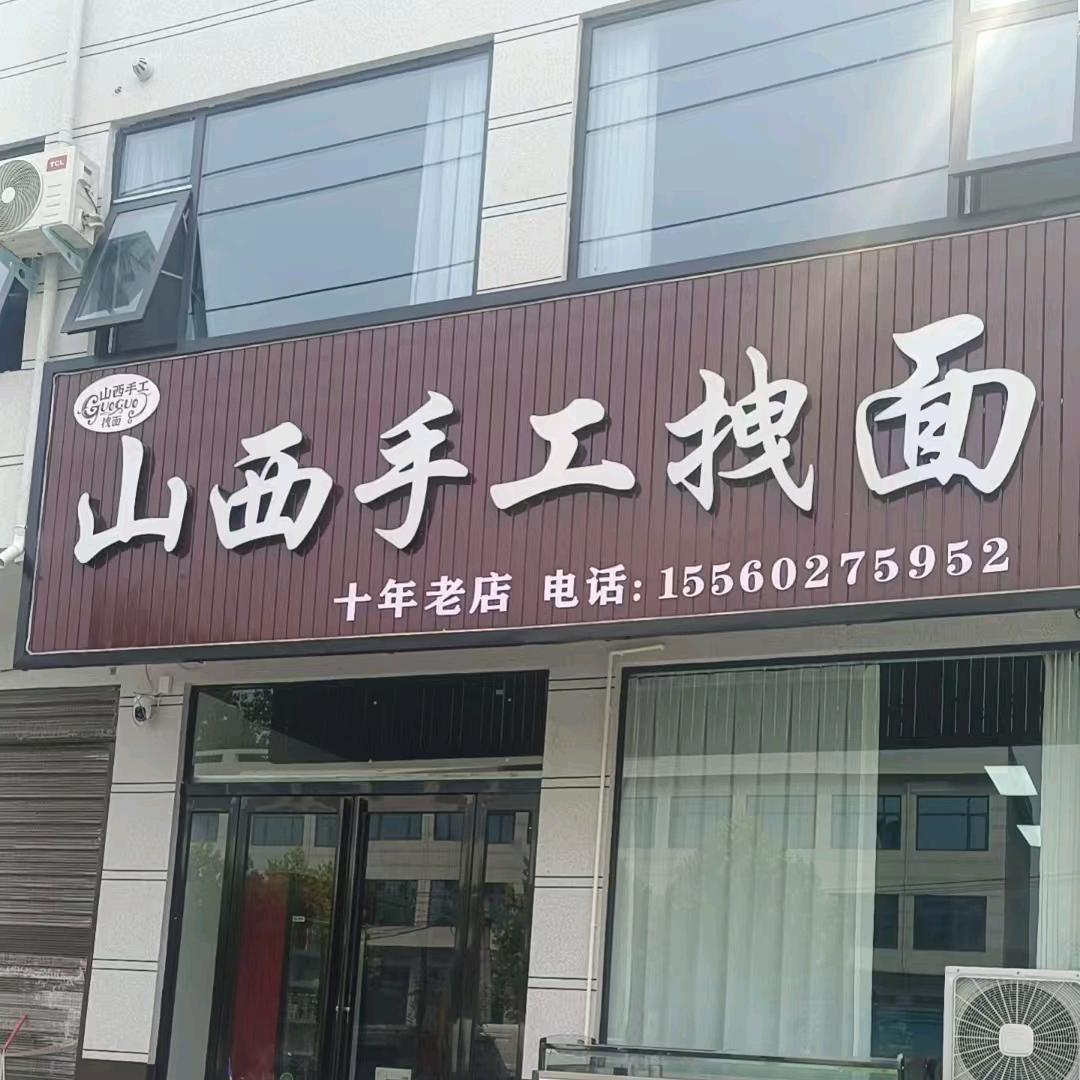 TCL
山西手工
GUOGUO
拽面
山西手工拽面
十年老店 电话: 15560275952